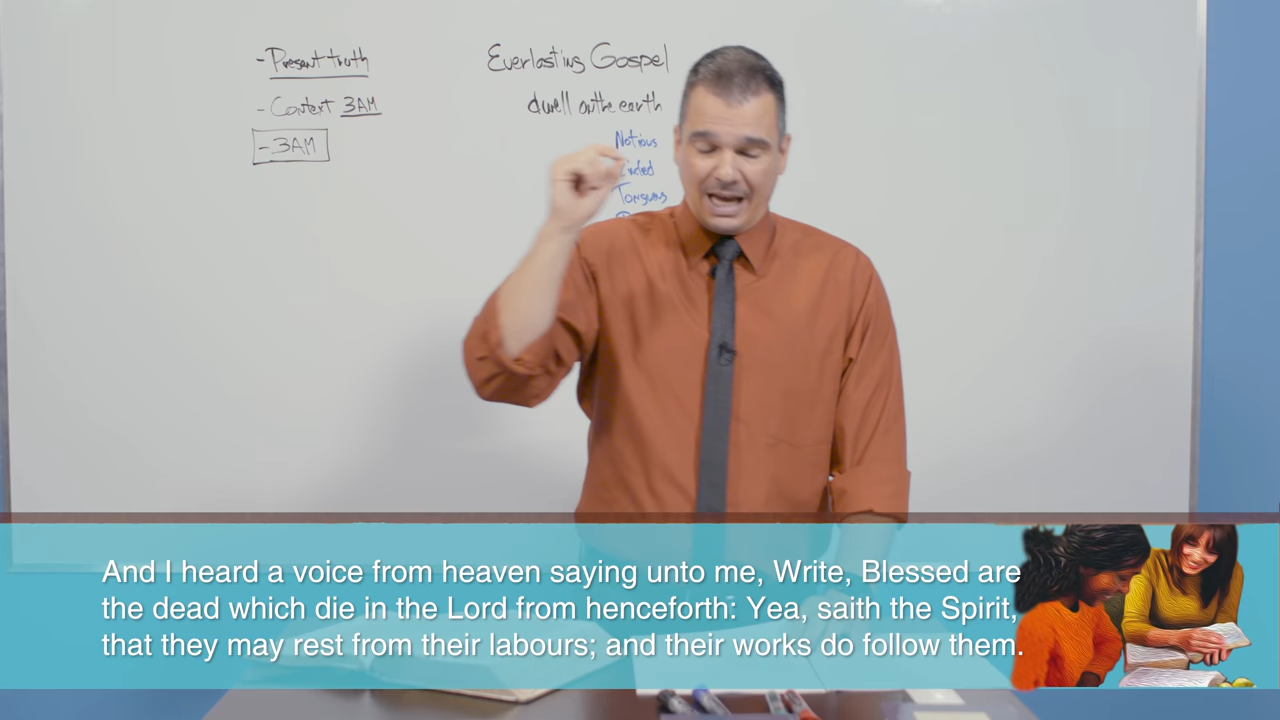 - Present truth
- Context 3AM
- 3AM
Everlasting Gospel
dwell on the earth
Nations
Tongues
And I heard a voice from heaven saying unto me, Write, Blessed are
the dead which die in the Lord from henceforth: Yea, saith the Spirit,
that they may rest from their labours; and their works do follow them.